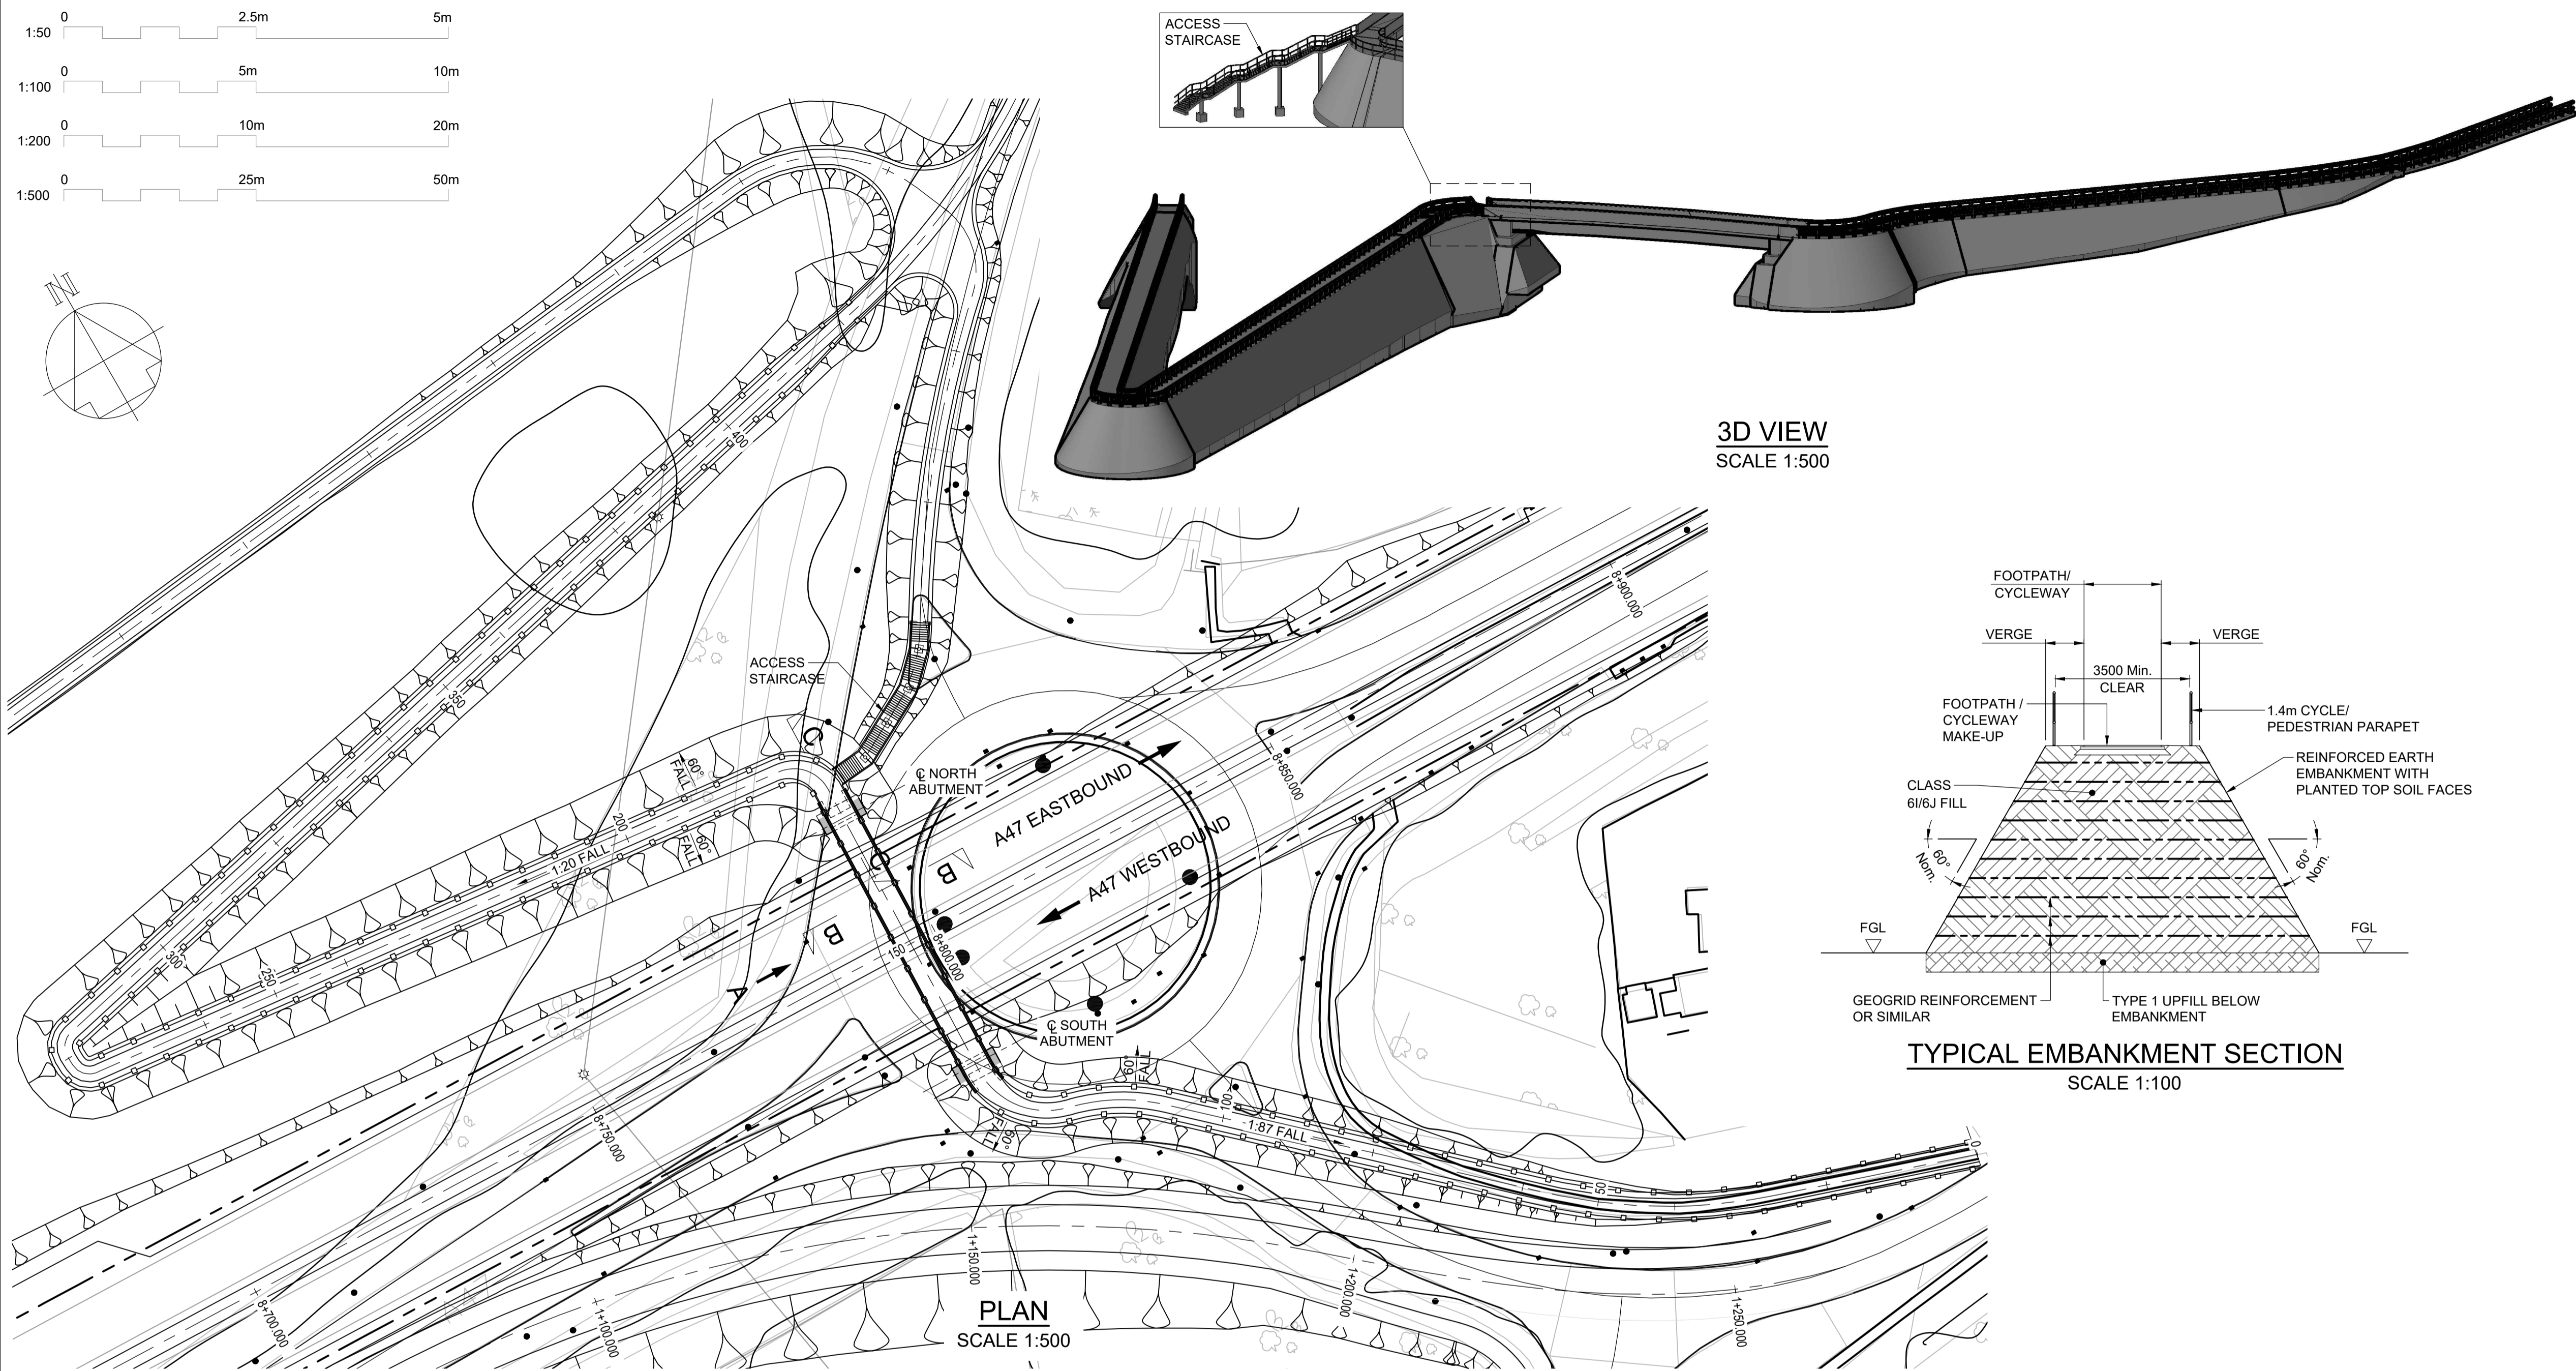 0 2.5m 5m
1:50
0 5m 10m
1:100
0 10m 20m
1:200
0 25m 50m
1:500
N
ACCESS
STAIRCASE
3D VIEW
SCALE 1:500
400
350
300
250
200
150
100
50
0
1:20 FALL
60°
FALL
60°
FALL
ACCESS
STAIRCASE
C
C
℄ NORTH
ABUTMENT
A47 EASTBOUND
A47 WESTBOUND
B
B
A
8+900.000
8+850.000
8+800.000
8+750.000
8+700.000
℄ SOUTH
ABUTMENT
60°
FALL
60°
FALL
1:87 FALL
1+100.000
1+150.000
1+200.000
1+250.000
PLAN
SCALE 1:500
FOOTPATH/
CYCLEWAY
VERGE
VERGE
3500 Min.
CLEAR
FOOTPATH /
CYCLEWAY
MAKE-UP
1.4m CYCLE/
PEDESTRIAN PARAPET
REINFORCED EARTH
EMBANKMENT WITH
PLANTED TOP SOIL FACES
CLASS
6I/6J FILL
60°
Nom.
60°
Nom.
FGL
FGL
GEOGRID REINFORCEMENT
OR SIMILAR
TYPE 1 UPFILL BELOW
EMBANKMENT
TYPICAL EMBANKMENT SECTION
SCALE 1:100